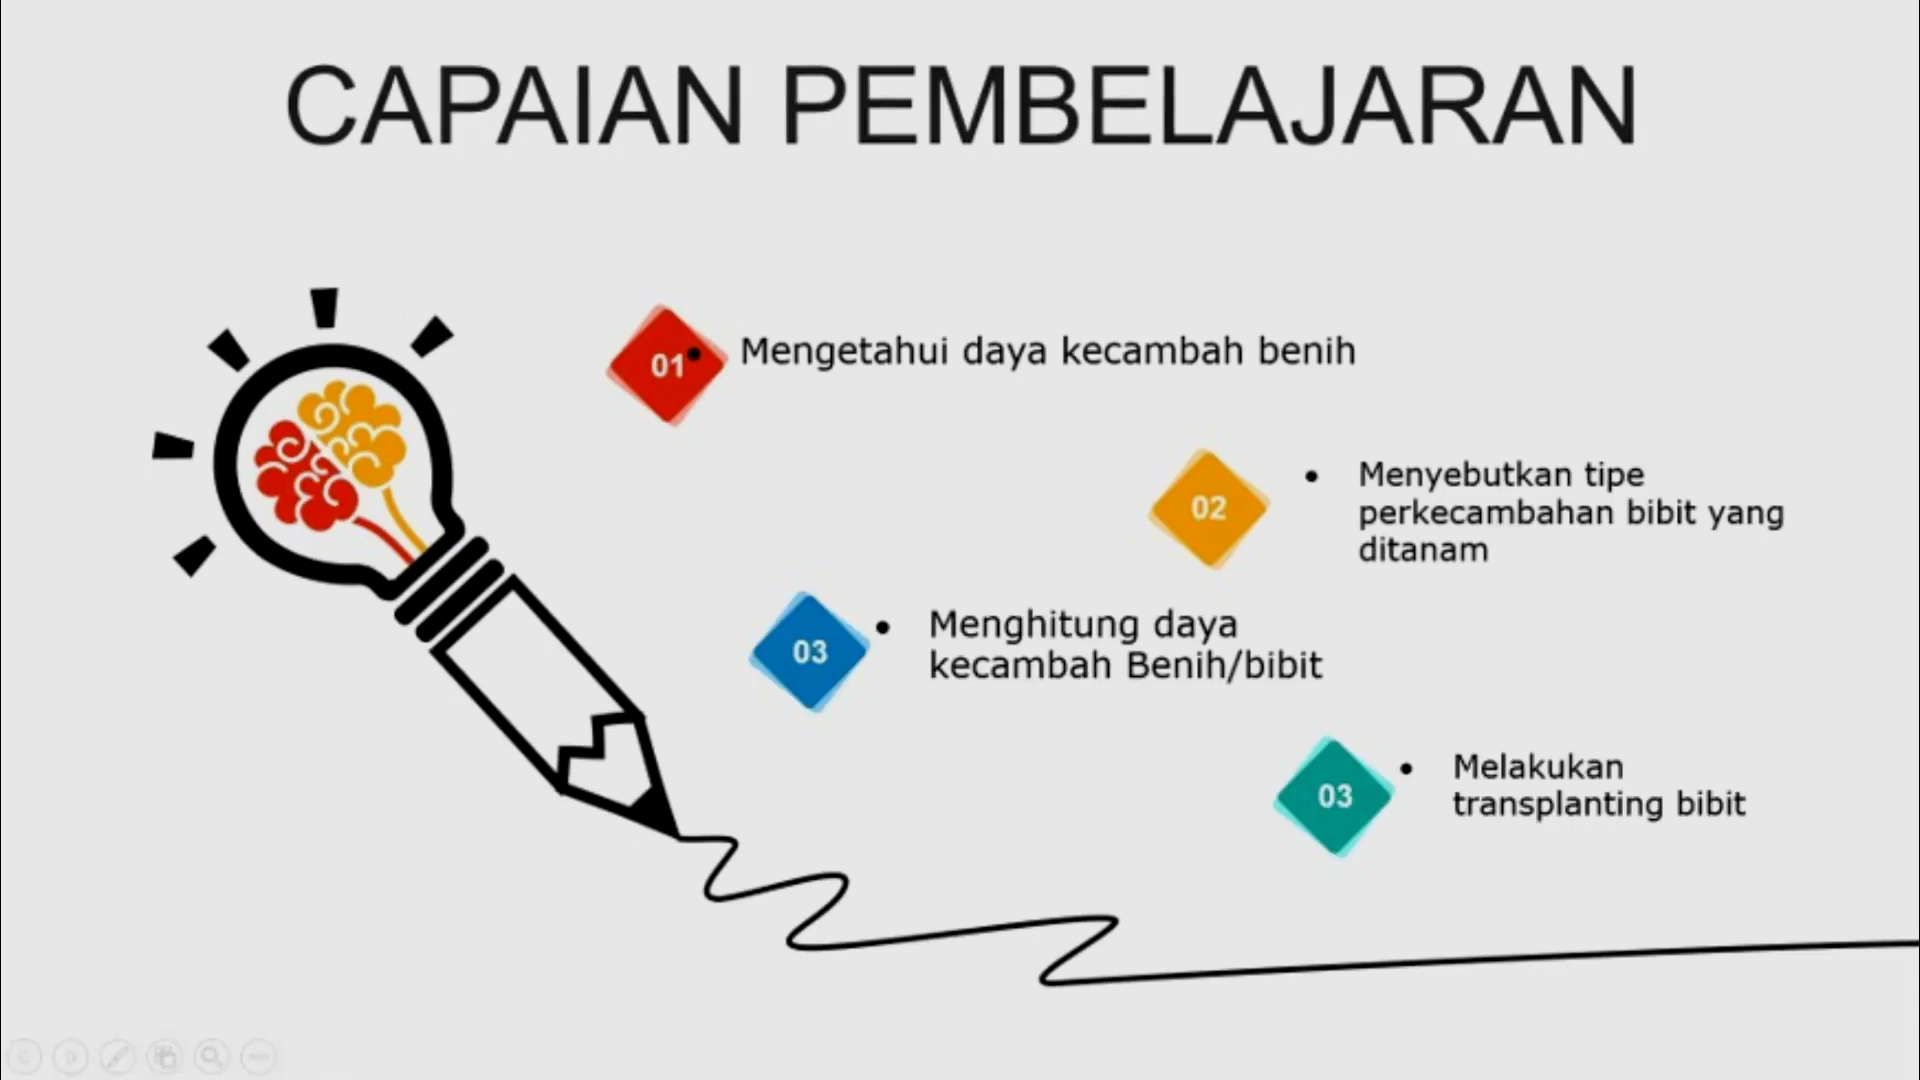 CAPAIAN PEMBELAJARAN
01
• Mengetahui daya kecambah benih
02
• Menyebutkan tipe
perkecambahan bibit yang
ditanam
03
• Menghitung daya
kecambah Benih/bibit
03
• Melakukan
transplanting bibit